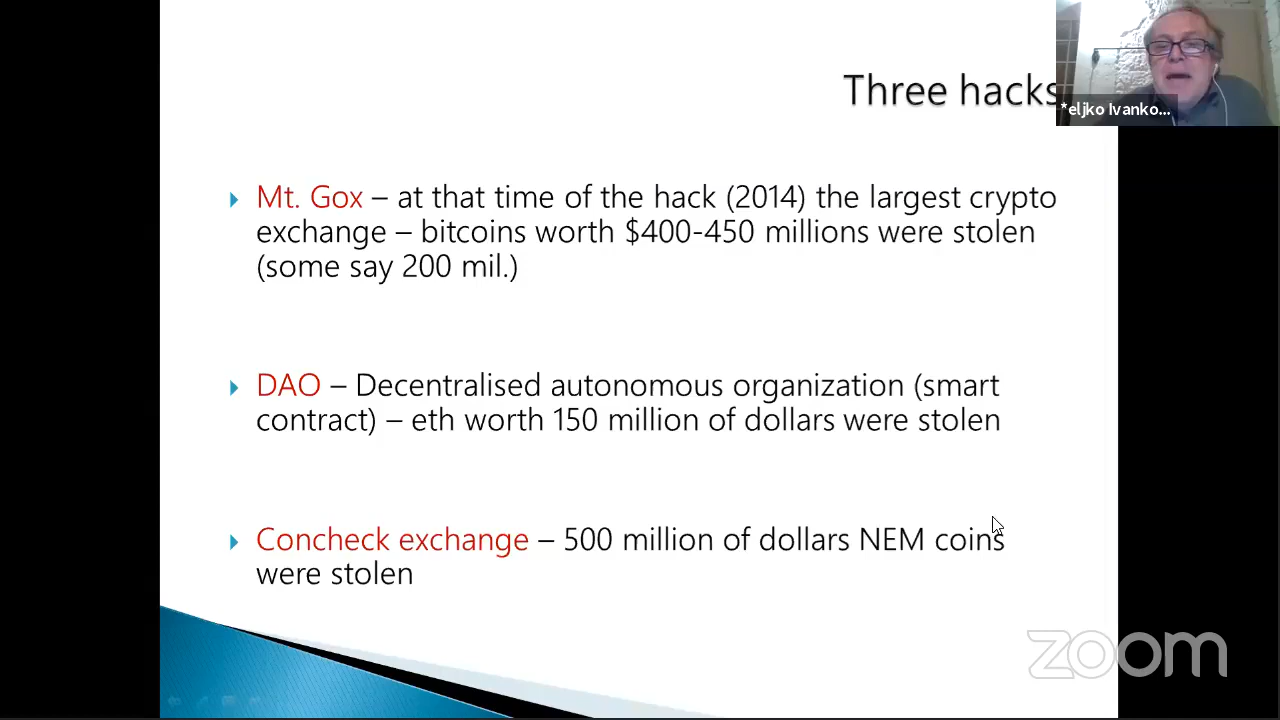 Three hacks
*eljko Ivanko...
Mt. Gox – at that time of the hack (2014) the largest crypto
exchange – bitcoins worth $400-450 millions were stolen
(some say 200 mil.)
DAO – Decentralised autonomous organization (smart
contract) – eth worth 150 million of dollars were stolen
Concheck exchange – 500 million of dollars NEM coins
were stolen
zoom